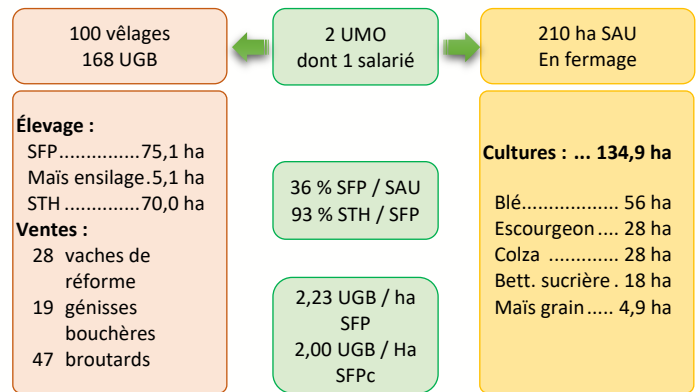 100 vêlages
168 UGB
2 UMO
dont 1 salarié
210 ha SAU
En fermage
Élevage :
SFP...............75,1 ha
Maïs ensilage.5,1 ha
STH ..............70,0 ha
Ventes :
28 vaches de
réforme
19 génisses
bouchères
47 broutards
36 % SFP / SAU
93 % STH / SFP
2,23 UGB / ha
SFP
2,00 UGB / Ha
SFPc
Cultures : ... 134,9 ha
Blé.................. 56 ha
Escourgeon .... 28 ha
Colza ............. 28 ha
Bett. sucrière . 18 ha
Maïs grain..... 4,9 ha